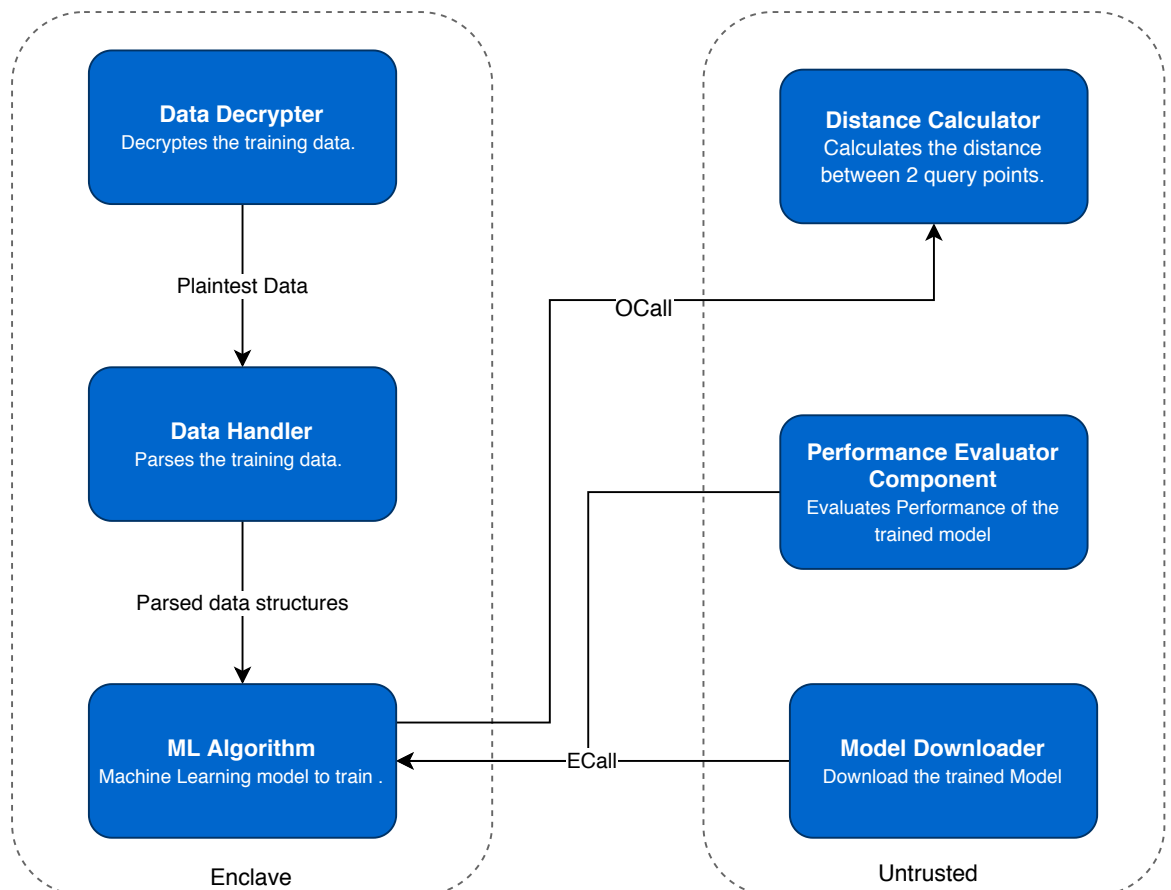 Data Decrypter
Decryptes the training data.
Plaintest Data
Data Handler
Parses the training data.
Parsed data structures
ML Algorithm
Machine Learning model to train .
Enclave
OCall
ECall
Distance Calculator
Calculates the distance
between 2 query points.
Performance Evaluator
Component
Evaluates Performance of the
trained model
Model Downloader
Download the trained Model
Untrusted